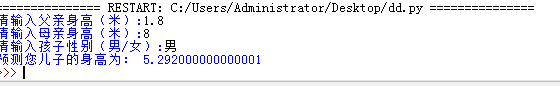 =============== RESTART: C:/Users/Administrator/Desktop/dd.py ===============
请输入父亲身高（米）:1.8
请输入母亲身高（米）:8
请输入孩子性别（男/女）:男
预测您儿子的身高为： 5.292000000000001
>>>